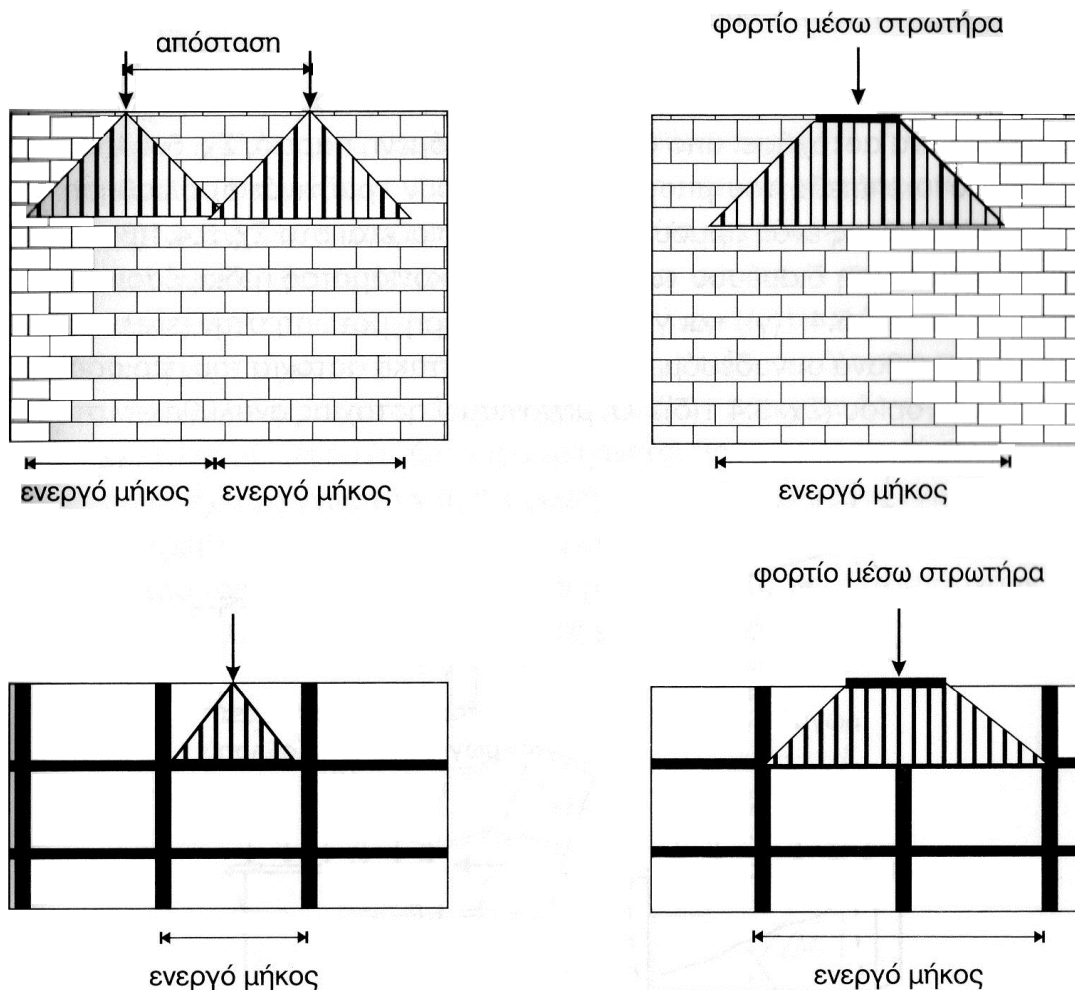 απόσταση
φορτίο μέσω στρωτήρα
ενεργό μήκος ενεργό μήκος
ενεργό μήκος
φορτίο μέσω στρωτήρα
ενεργό μήκος
ενεργό μήκος